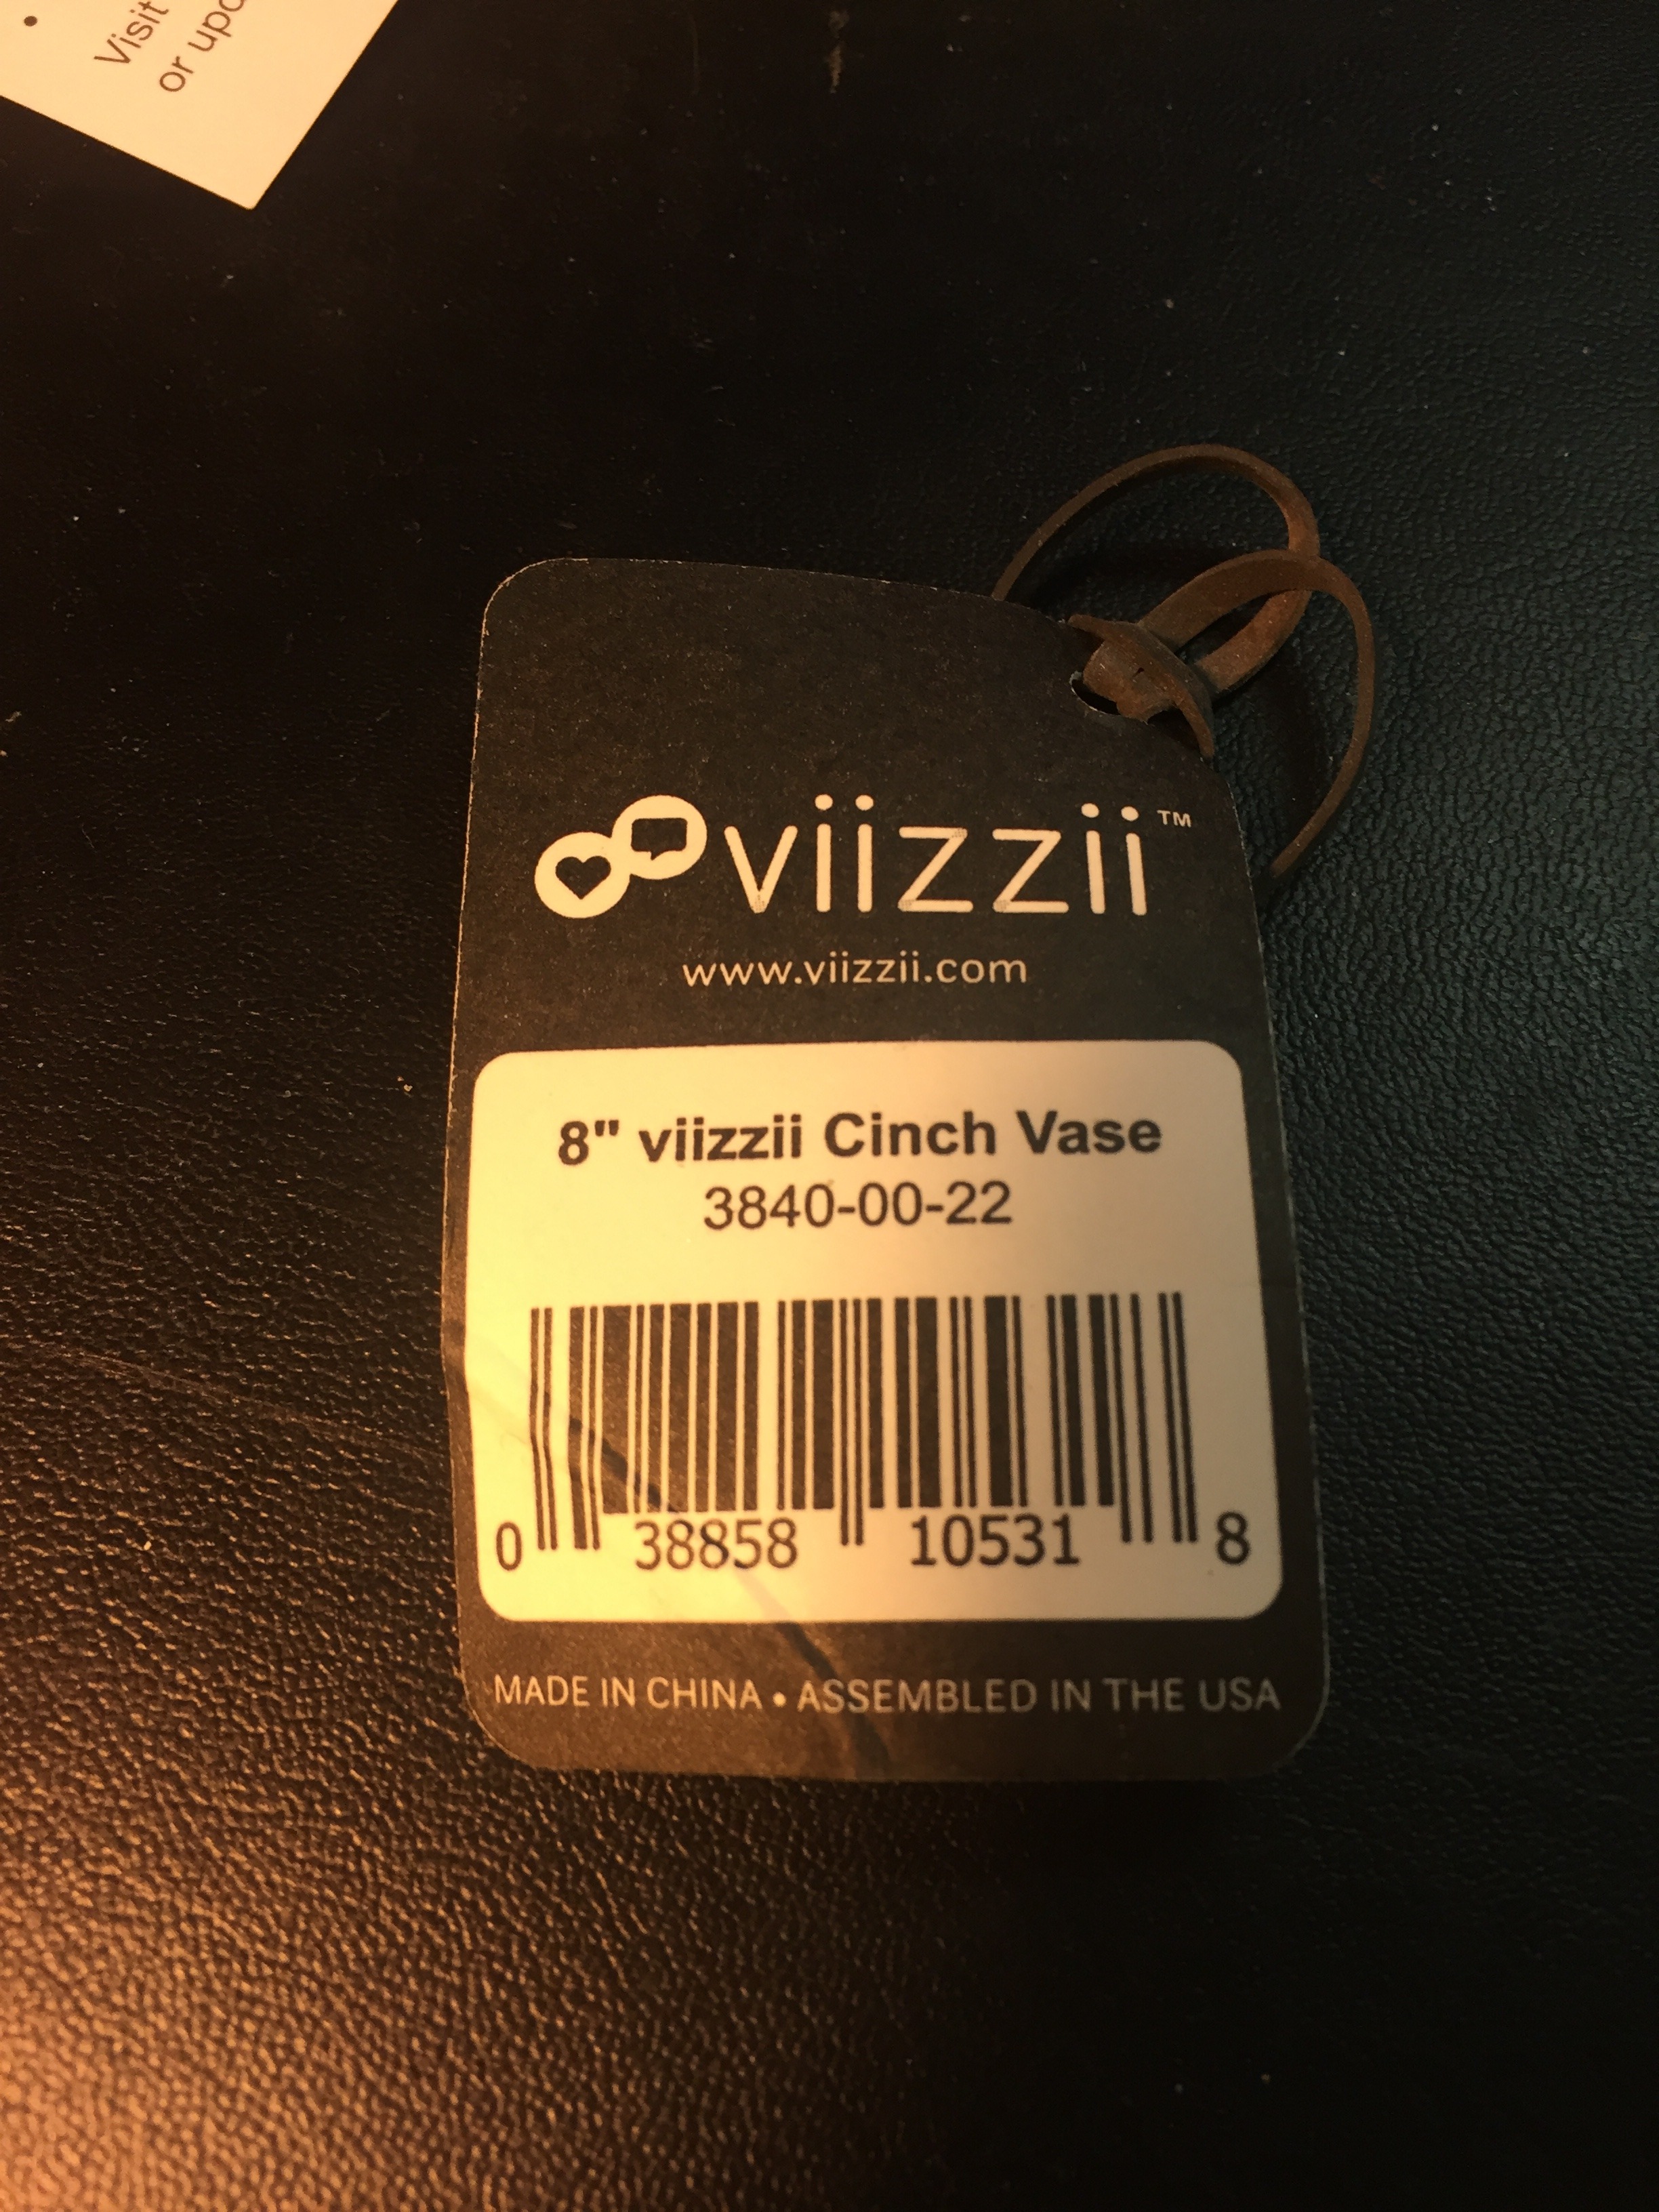 Visit
or upd
viizzii™
www.viizzii.com
8" viizzii Cinch Vase
3840-00-22
0 38858 10531 8
MADE IN CHINA • ASSEMBLED IN THE USA